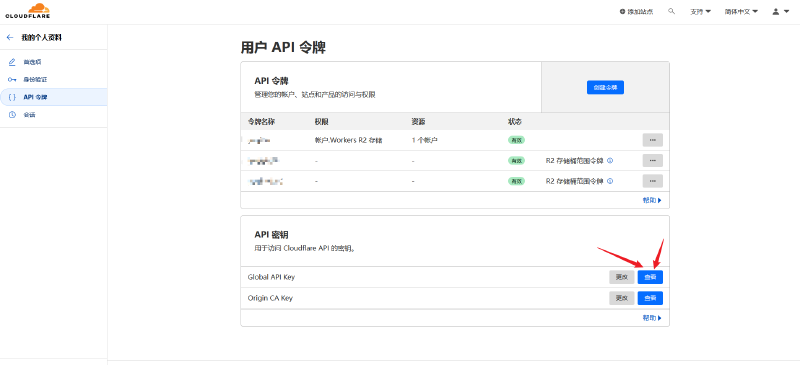 CLOUDFLARE
添加站点
支持
简体中文
我的个人资料
首选项
身份验证
API 令牌
会话
用户 API 令牌
API 令牌
管理您的帐户、站点和产品的访问与权限
创建令牌
令牌名称 权限 资源 状态
帐户.Workers R2 存储 1 个帐户 有效 ...
- - 有效 R2 存储桶范围令牌 ...
- - 有效 R2 存储桶范围令牌 ...
帮助
API 密钥
用于访问 Cloudflare API 的密钥。
Global API Key 更改 查看
Origin CA Key 更改 查看
帮助